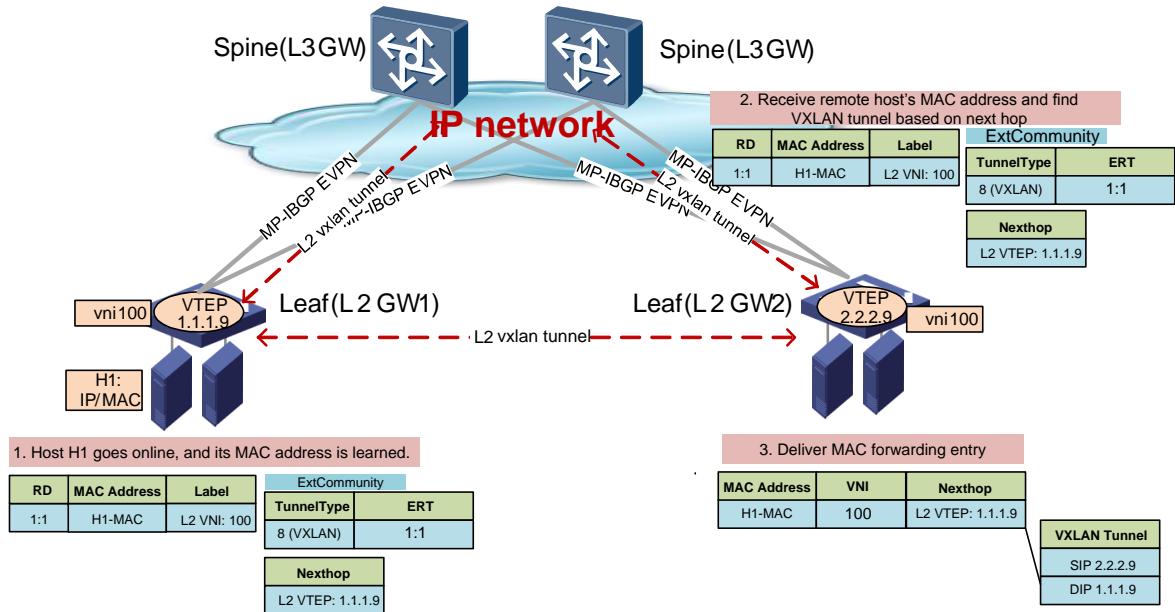 Spine(L3GW)
Spine(L3GW)
IP network
MP-IBGP EVPN
L2 vxlan tunnel
MP-IBGP EVPN
MP-IBGP EVPN
L2 vxlan tunnel
MP-IBGP EVPN
2. Receive remote host's MAC address and find
VXLAN tunnel based on next hop
RD MAC Address Label
1:1 H1-MAC L2 VNI: 100
ExtCommunity
TunnelType ERT
8 (VXLAN) 1:1
Nexthop
L2 VTEP: 1.1.1.9
vni100
VTEP
1.1.1.9
Leaf(L 2 GW1)
Leaf(L 2 GW2)
VTEP
2.2.2.9
vni100
L2 vxlan tunnel
H1:
IP/MAC
1. Host H1 goes online, and its MAC address is learned.
RD MAC Address Label
1:1 H1-MAC L2 VNI: 100
ExtCommunity
TunnelType ERT
8 (VXLAN) 1:1
Nexthop
L2 VTEP: 1.1.1.9
3. Deliver MAC forwarding entry
MAC Address VNI Nexthop
H1-MAC 100 L2 VTEP: 1.1.1.9
VXLAN Tunnel
SIP 2.2.2.9
DIP 1.1.1.9